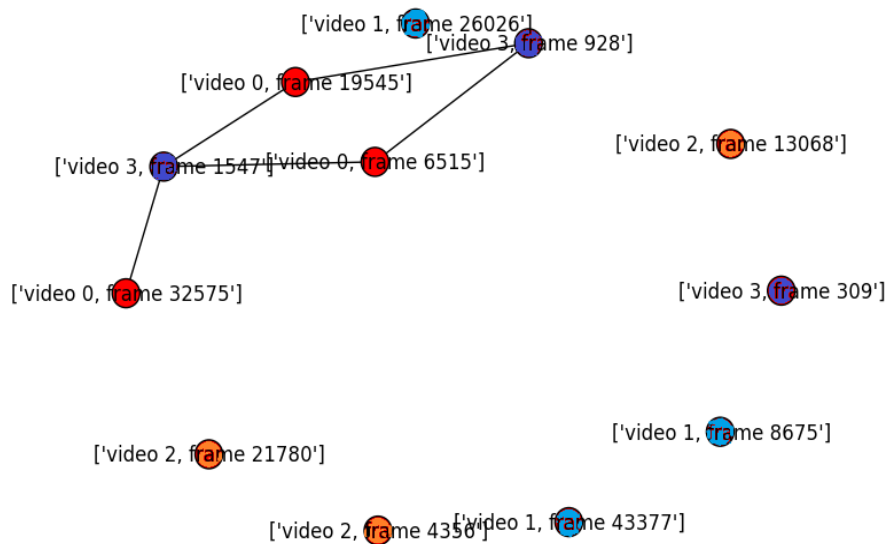 ['video 1, frame 26026']
['video 3, frame 928']
['video 0, frame 19545']
['video 2, frame 13068']
['video 3, frame 1547']
['video 0, frame 6515']
['video 0, frame 32575']
['video 3, frame 309']
['video 1, frame 8675']
['video 2, frame 21780']
['video 2, frame 4356']
['video 1, frame 43377']